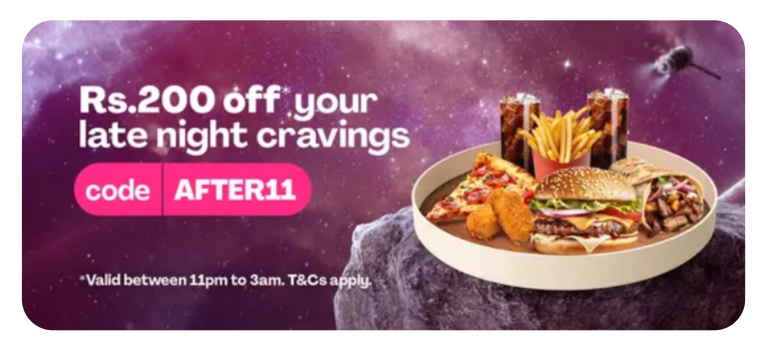 Rs.200 off* your
late night cravings
code AFTER11
*Valid between 11pm to 3am. T&Cs apply.